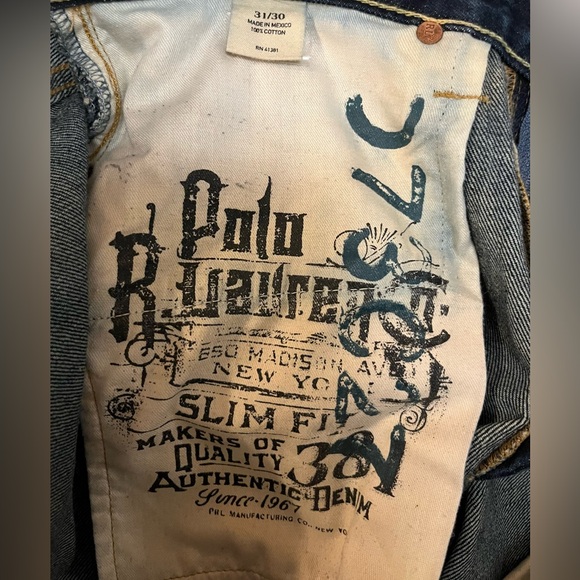 31/30
MADE IN MEXICO
100% COTTON
RN 41381
Polo
R. Lauren
650 MADISON AVE
NEW YO
SLIM FI
MAKERS OF
QUALITY 38
AUTHENTIC DENIM
Since 1967
PRL MANUFACTURING CO., NEW YO